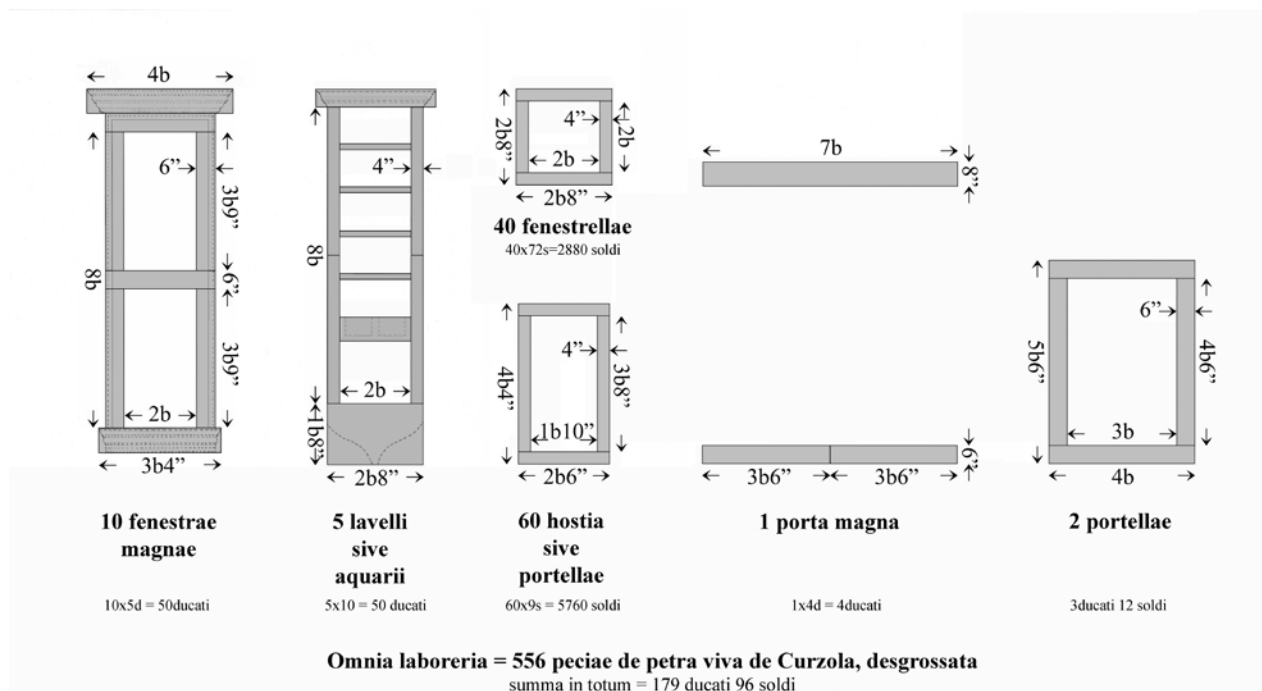 4b
8b
6”
3b9”
6”
3b9”
2b
3b4”
10 fenestrae
magnae
10x5d = 50ducati
8b
4”
2b
1b8”
2b8”
5 lavelli
sive
aquarii
5x10 = 50 ducati
2b8”
4”
2b
2b
2b8”
40 fenestrellae
40x72s=2880 soldi
4b4”
4”
3b8”
1b10”
2b6”
60 hostia
sive
portellae
60x9s = 5760 soldi
7b
8”
6”
3b6”
3b6”
1 porta magna
1x4d = 4ducati
5b6”
6”
4b6”
3b
4b
2 portellae
3ducati 12 soldi
Omnia laboreria = 556 peciae de petra viva de Curzola, desgrossata
summa in totum = 179 ducati 96 soldi